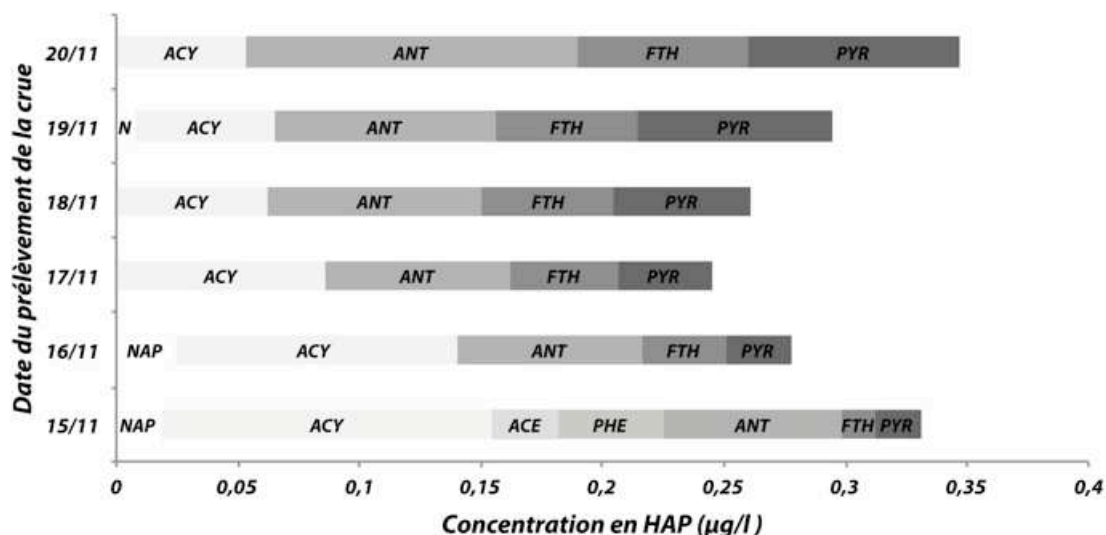 Date du prélèvement de la crue
20/11 ACY ANT FTH PYR
19/11 N ACY ANT FTH PYR
18/11 ACY ANT FTH PYR
17/11 ACY ANT FTH PYR
16/11 NAP ACY ANT FTH PYR
15/11 NAP ACY ACE PHE ANT FTH PYR
0 0,05 0,1 0,15 0,2 0,25 0,3 0,35 0,4
Concentration en HAP (µg/l )